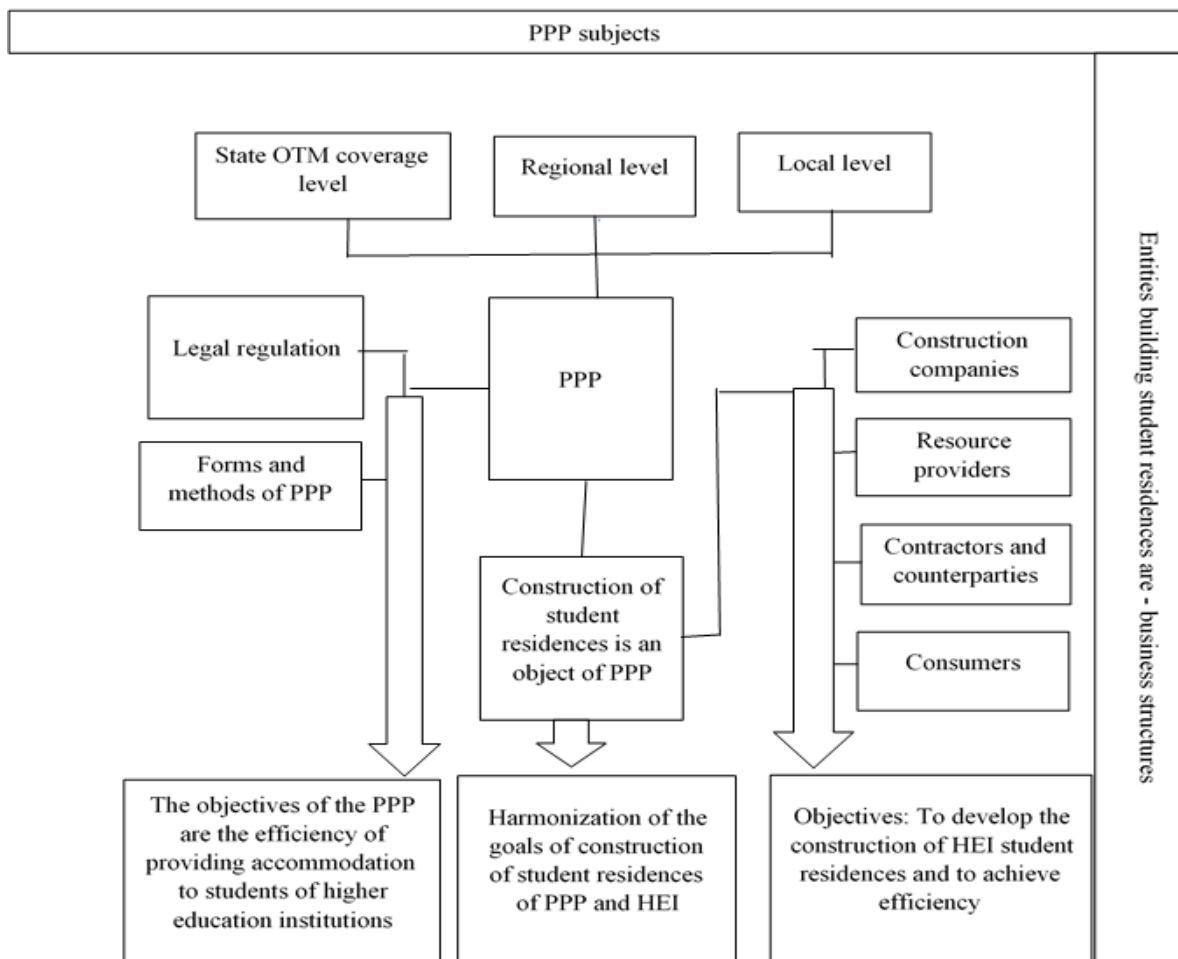 PPP subjects
State OTM coverage
level
Regional level
Local level
Legal regulation
PPP
Construction
companies
Forms and
methods of PPP
Resource
providers
Construction of
student
residences is an
object of PPP
Contractors and
counterparties
Consumers
Entities building student residences are - business structures
The objectives of the PPP
are the efficiency of
providing accommodation
to students of higher
education institutions
Harmonization of the
goals of construction
of student residences
of PPP and HEI
Objectives: To develop the
construction of HEI student
residences and to achieve
efficiency